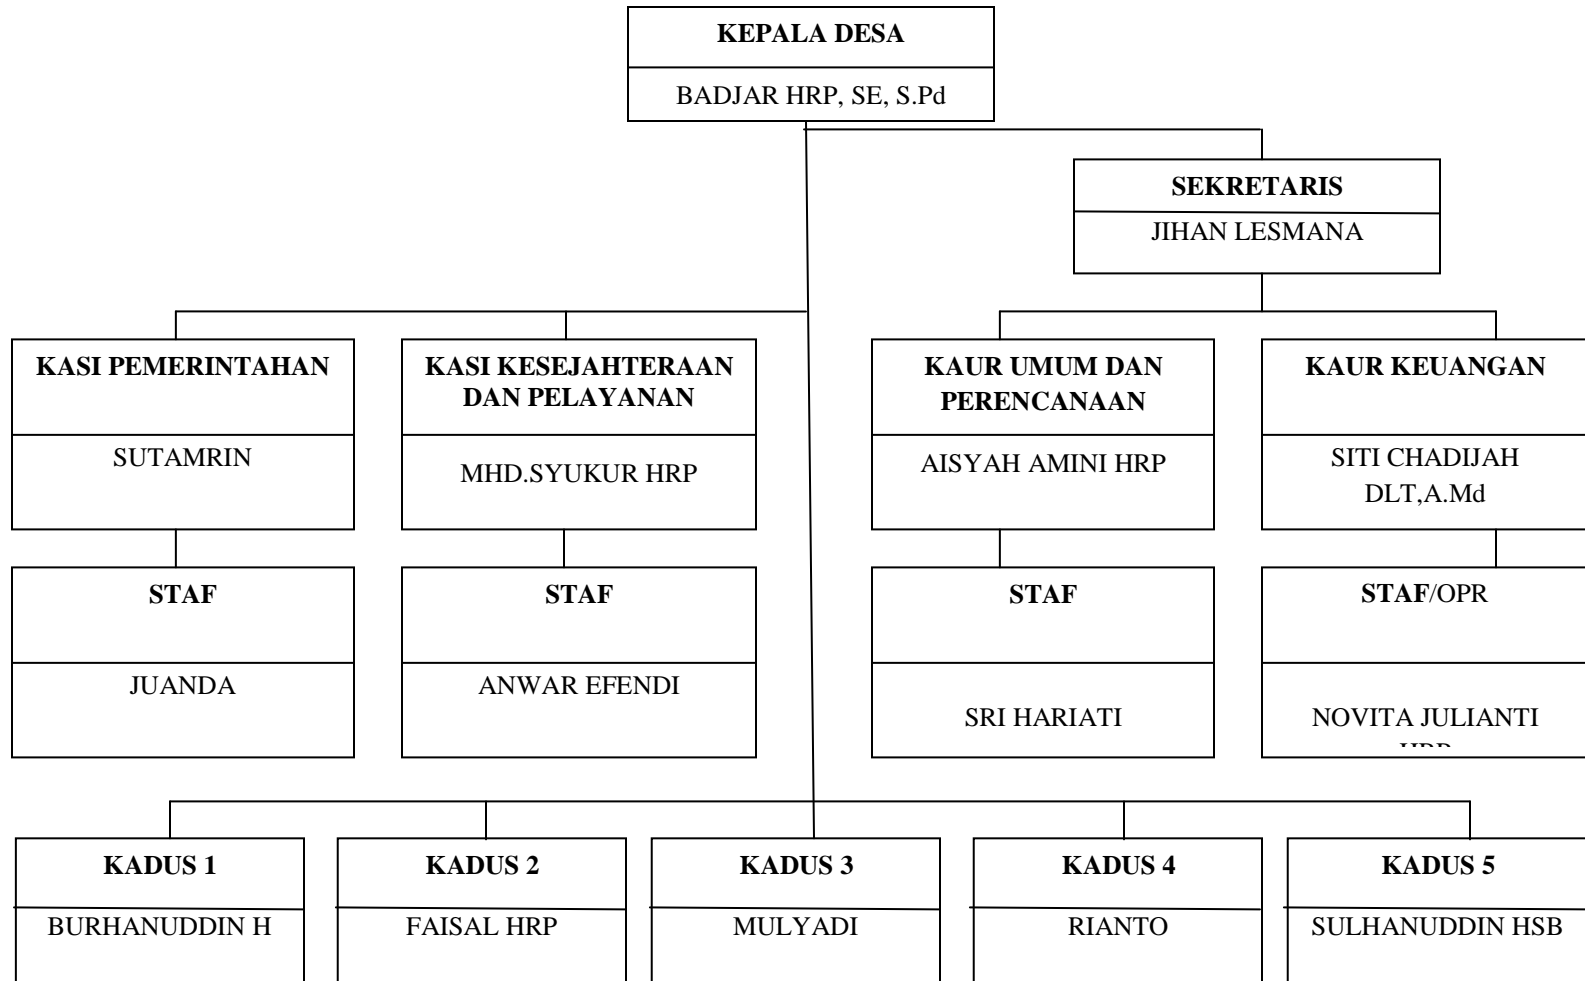 KEPALA DESA
BADJAR HRP, SE, S.Pd
SEKRETARIS
JIHAN LESMANA
KASI PEMERINTAHAN
SUTAMRIN
KASI KESEJAHTERAAN
DAN PELAYANAN
MHD.SYUKUR HRP
KAUR UMUM DAN
PERENCANAAN
AISYAH AMINI HRP
KAUR KEUANGAN
SITI CHADIJAH
DLT,A.Md
STAF
JUANDA
STAF
ANWAR EFENDI
STAF
SRI HARIATI
STAF/OPR
NOVITA JULIANTI
KADUS 1
BURHANUDDIN H
KADUS 2
FAISAL HRP
KADUS 3
MULYADI
KADUS 4
RIANTO
KADUS 5
SULHANUDDIN HSB